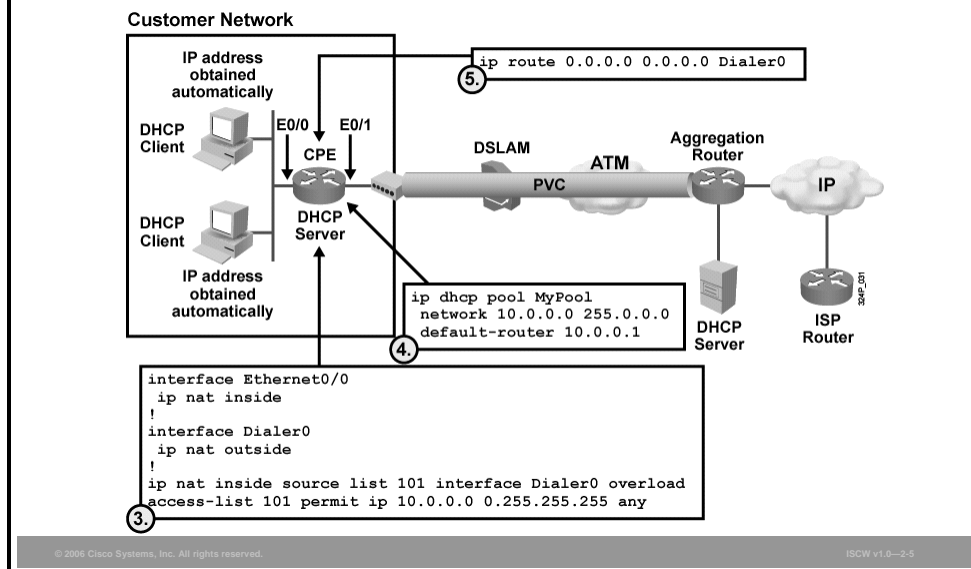 Customer Network
IP address
obtained
automatically
ip route 0.0.0.0 0.0.0.0 Dialer0
5.
DHCP
Client
E0/0
E0/1
CPE
DHCP
Server
DSLAM
ATM
PVC
Aggregation
Router
IP
DHCP
Client
IP address
obtained
automatically
ip dhcp pool MyPool
 network 10.0.0.0 255.0.0.0
 default-router 10.0.0.1
4.
DHCP
Server
ISP
Router
324P_031
interface Ethernet0/0
 ip nat inside
!
interface Dialer0
 ip nat outside
!
ip nat inside source list 101 interface Dialer0 overload
access-list 101 permit ip 10.0.0.0 0.255.255.255 any
3.
© 2006 Cisco Systems, Inc. All rights reserved.
ISCW v1.0—2-5